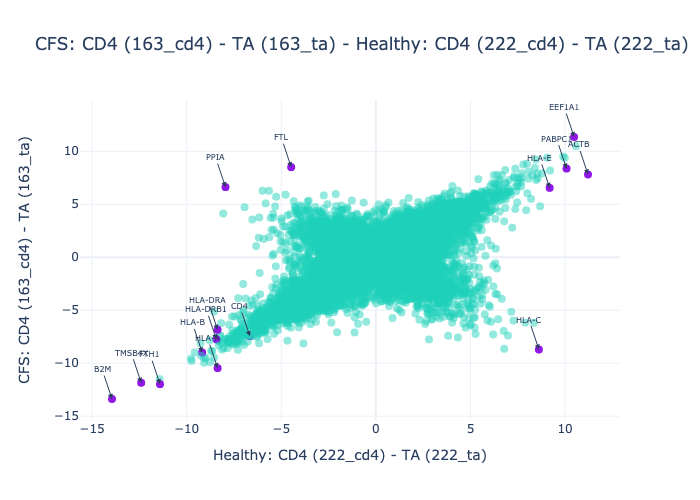 CFS: CD4 (163_cd4) - TA (163_ta) - Healthy: CD4 (222_cd4) - TA (222_ta)
EEF1A1
FTL
PABPC1
ACTB
PPIA
HLA-E
10
5
0
HLA-DRA
HLA-DRB1
CD4
HLA-B
HLA-C
−5
TMSB4X
B2M
−10
−15
−15
−10
−5
0
5
10
Healthy: CD4 (222_cd4) - TA (222_ta)
CFS: CD4 (163_cd4) - TA (163_ta)